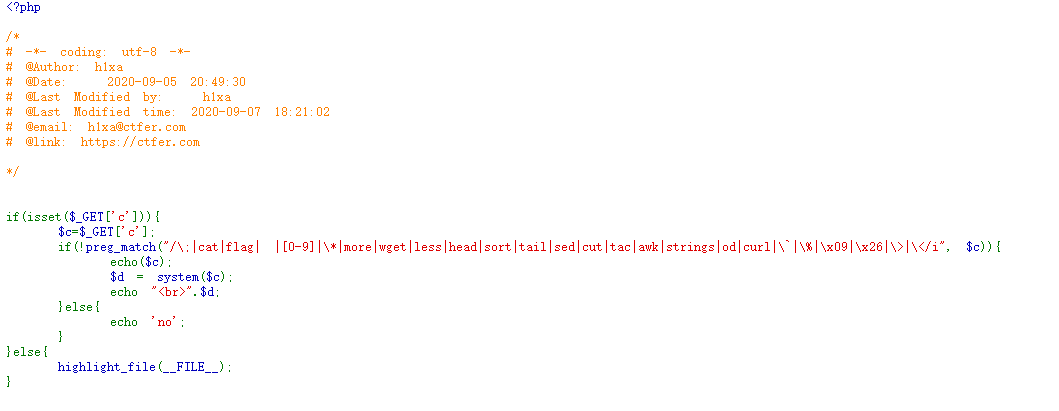 <?php
/*
# -*- coding: utf-8 -*-
# @Author: h1xa
# @Date:   2020-09-05 20:49:30
# @Last Modified by:   h1xa
# @Last Modified time: 2020-09-07 18:21:02
# @email: h1xa@ctfer.com
# @link: https://ctfer.com
*/
if(isset($_GET['c'])){
$c=$_GET['c'];
if(!preg_match("/\;|cat|flag| |[0-9]|\*|more|wget|less|head|sort|tail|sed|cut|tac|awk|strings|od|curl|\`|\%|\x09|\x26|\>|\</i", $c)){
echo($c);
$d = system($c);
echo "<br>".$d;
}else{
echo 'no';
}
}else{
highlight_file(__FILE__);
}